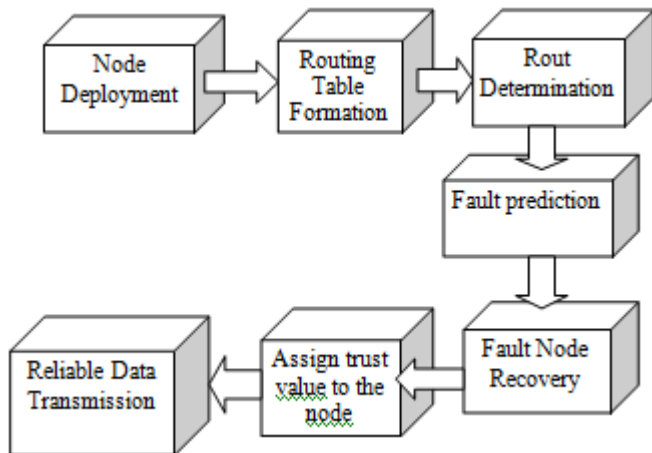 Node
Deployment
Routing
Table
Formation
Rout
Determination
Fault prediction
Fault Node
Recovery
Assign trust
value to the
node
Reliable Data
Transmission